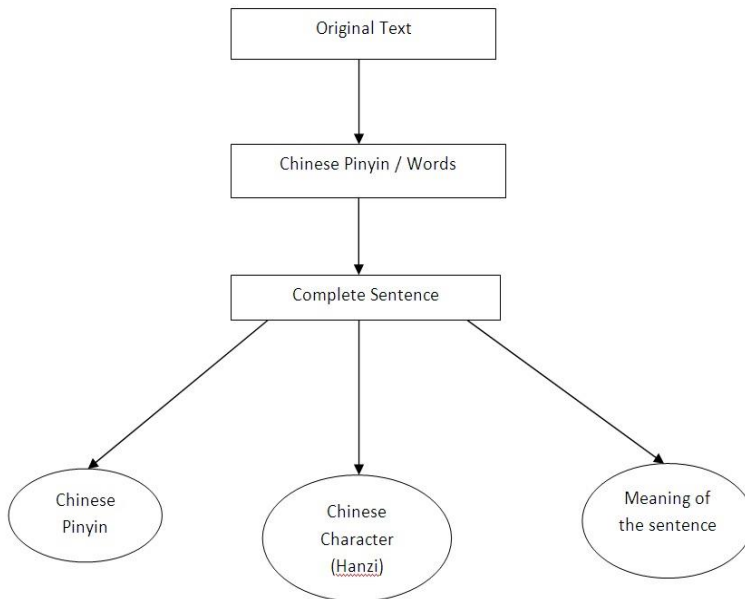 Original Text
Chinese Pinyin / Words
Complete Sentence
Chinese
Pinyin
Chinese
Character
(Hanzi)
Meaning of
the sentence